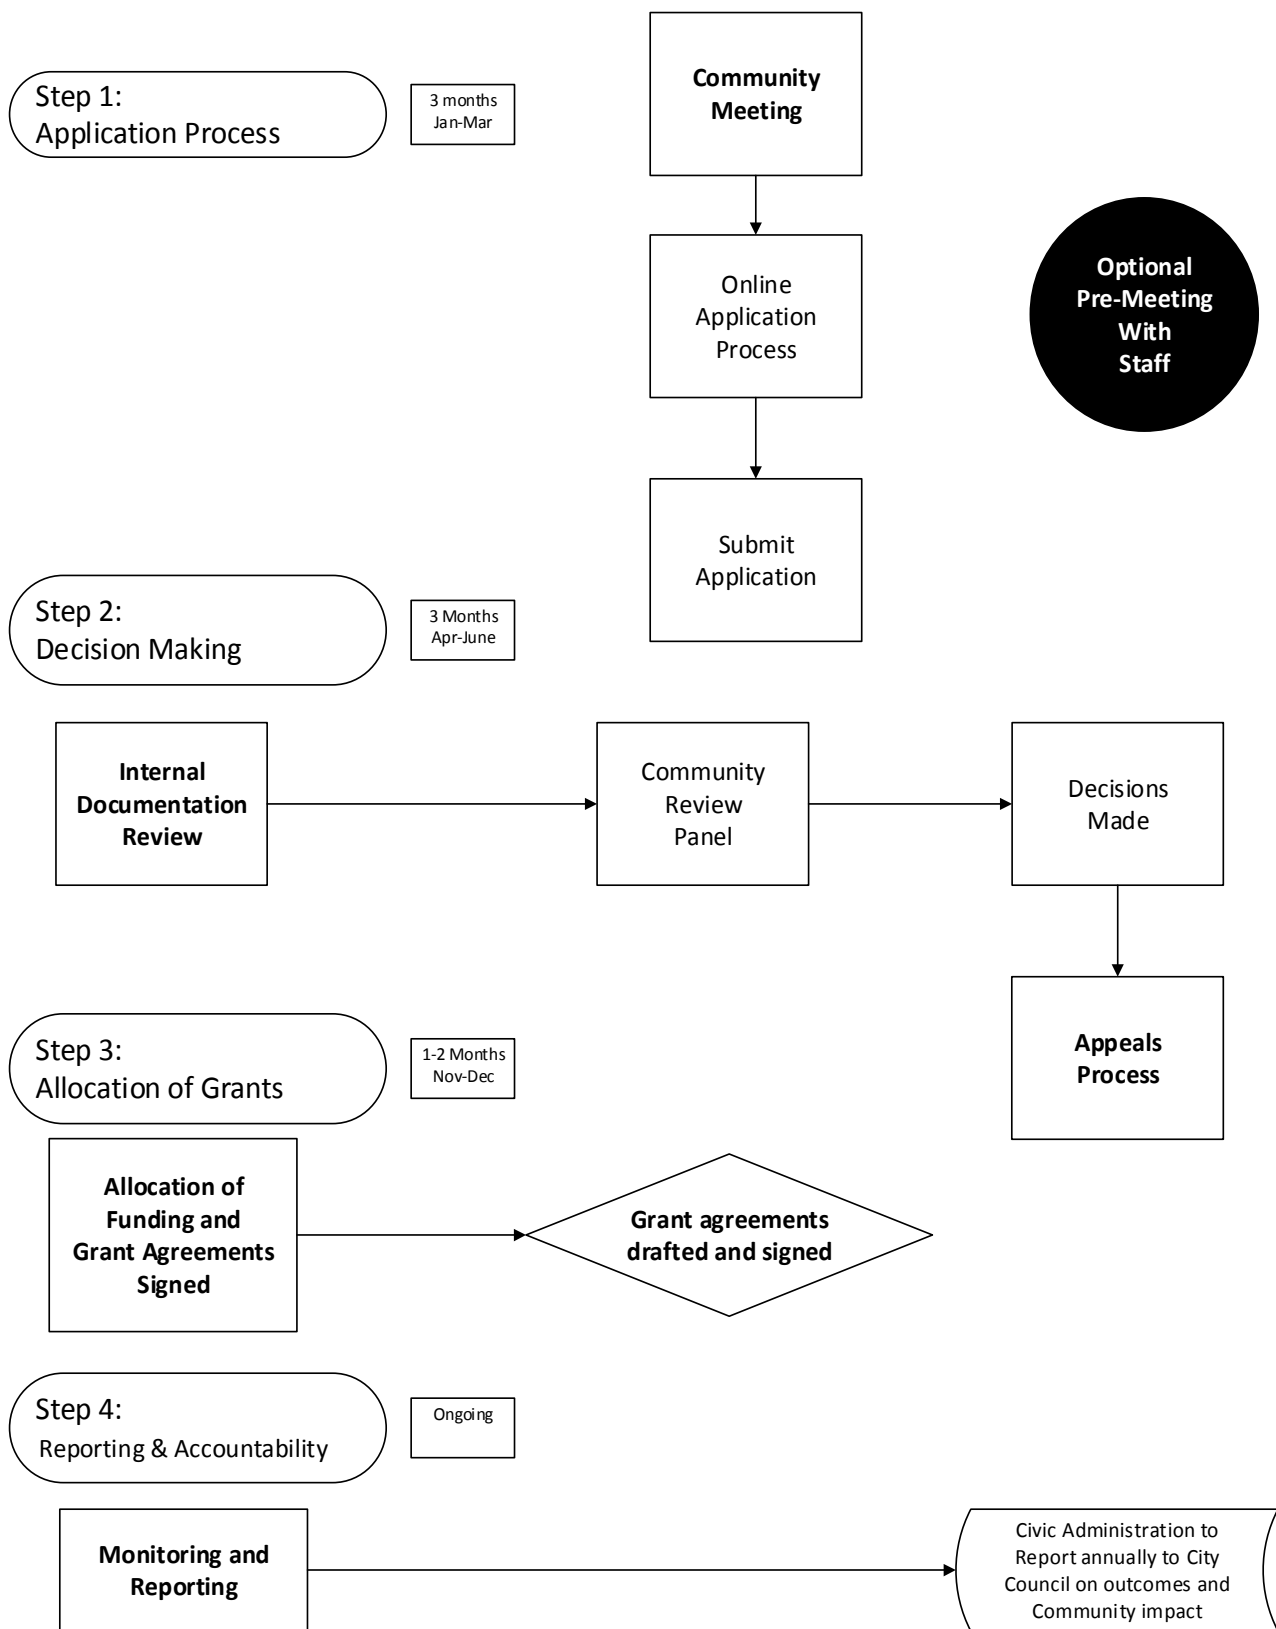 Step 1:
Application Process
3 months
Jan-Mar
Community
Meeting
Online
Application
Process
Optional
Pre-Meeting
With
Staff
Submit
Application
Step 2:
Decision Making
3 Months
Apr-June
Internal
Documentation
Review
Community
Review
Panel
Decisions
Made
Appeals
Process
Step 3:
Allocation of Grants
1-2 Months
Nov-Dec
Allocation of
Funding and
Grant Agreements
Signed
Grant agreements
drafted and signed
Step 4:
Reporting & Accountability
Ongoing
Monitoring and
Reporting
Civic Administration to
Report annually to City
Council on outcomes and
Community impact